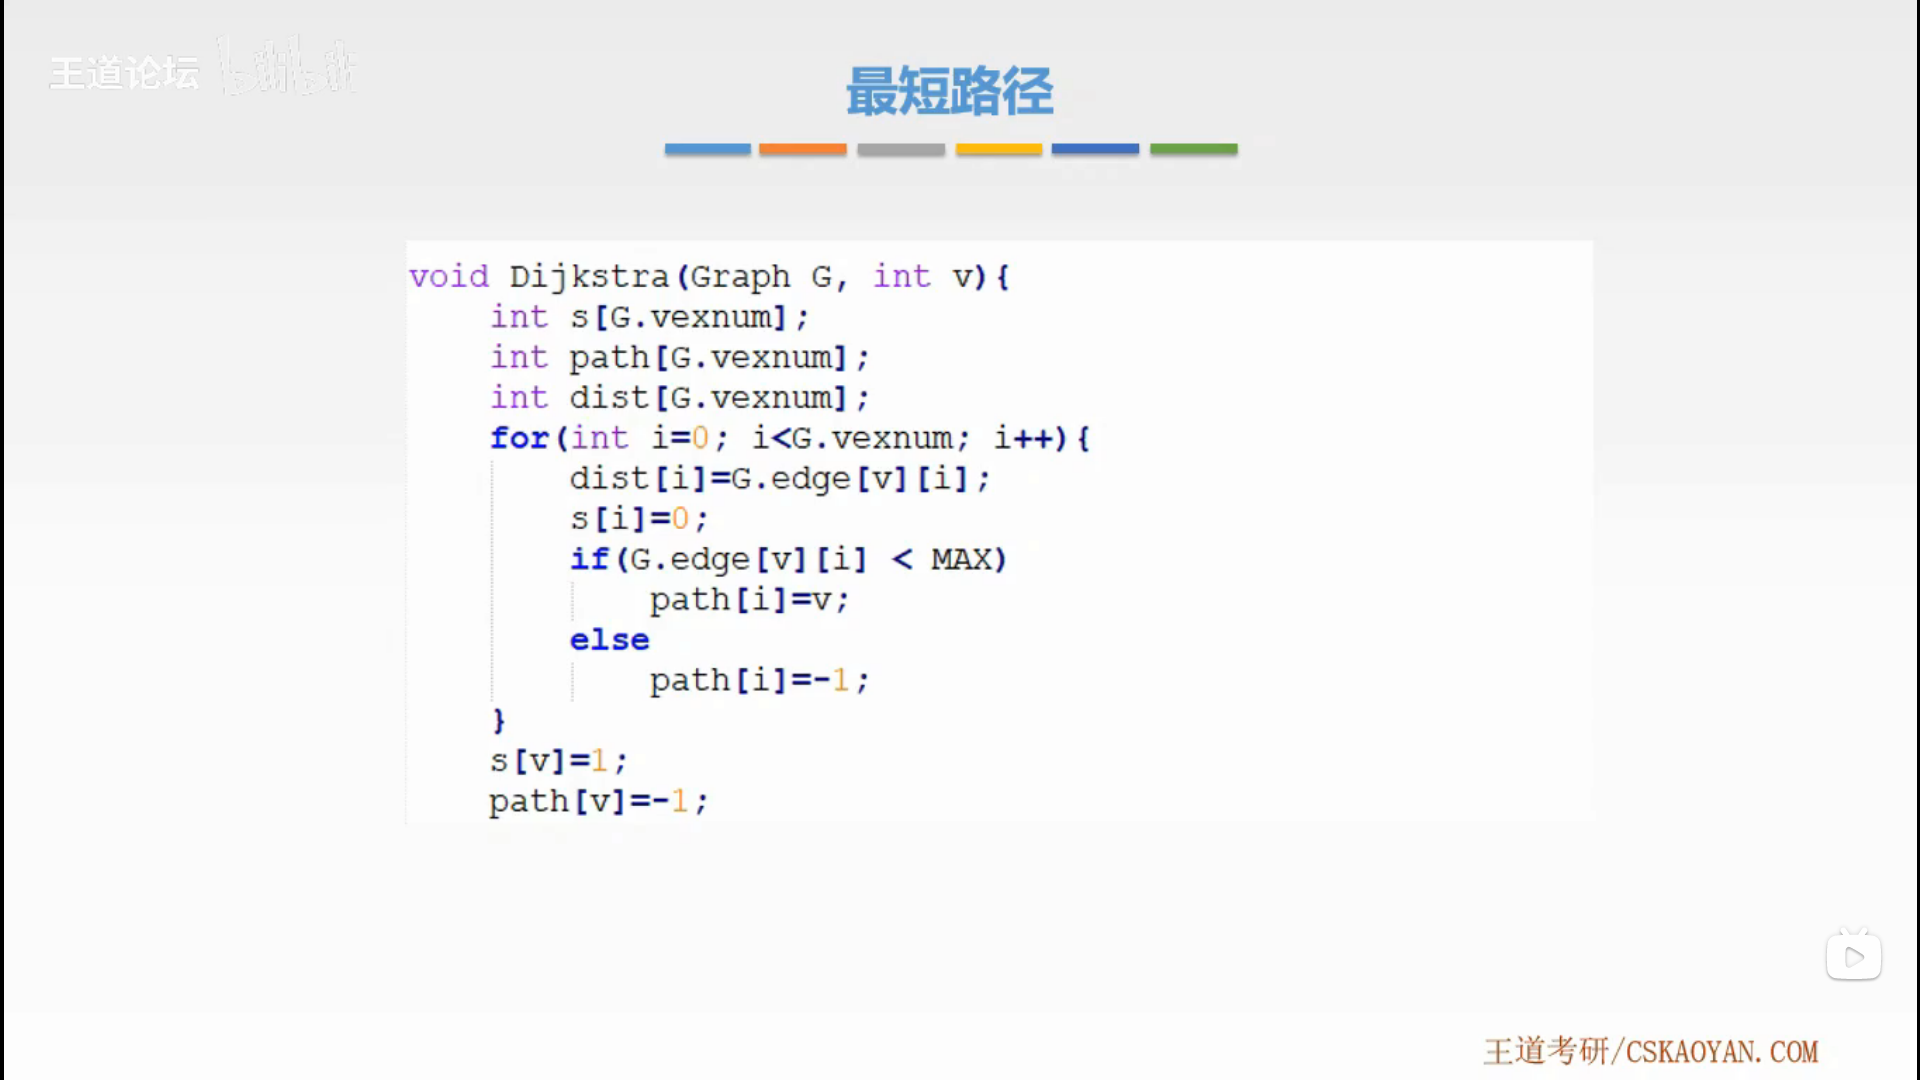 王道论坛 bilibili
最短路径
void Dijkstra(Graph G, int v){
    int s[G.vexnum];
    int path[G.vexnum];
    int dist[G.vexnum];
    for(int i=0; i<G.vexnum; i++){
        dist[i]=G.edge[v][i];
        s[i]=0;
        if(G.edge[v][i] < MAX)
            path[i]=v;
        else
            path[i]=-1;
    }
    s[v]=1;
    path[v]=-1;
王道考研/CSKAOYAN.COM